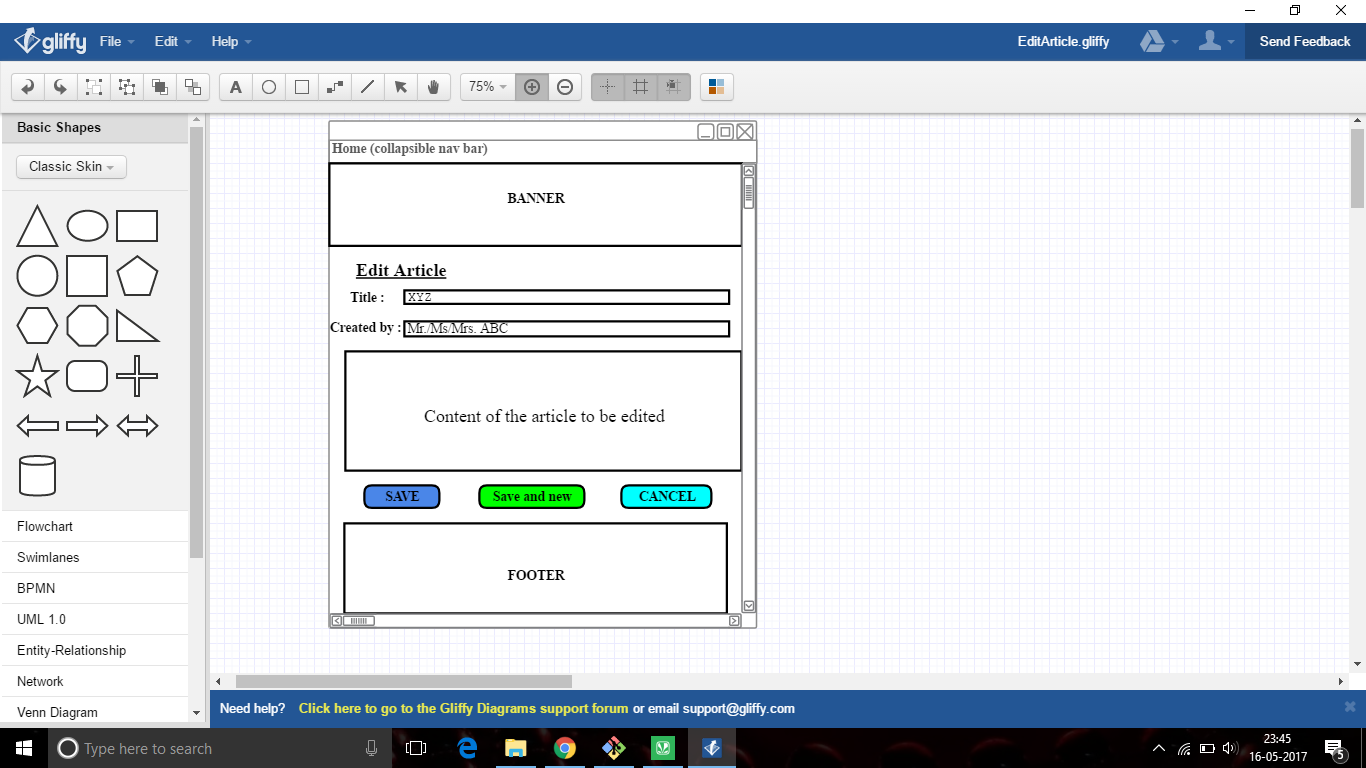 gliffy File Edit Help EditArticle.gliffy Send Feedback
A 75%
Basic Shapes
Classic Skin
Home (collapsible nav bar)
BANNER
Edit Article
Title : XYZ
Created by : Mr./Ms/Mrs. ABC
Content of the article to be edited
SAVE Save and new CANCEL
FOOTER
Flowchart
Swimlanes
BPMN
UML 1.0
Entity-Relationship
Network
Venn Diagram
Need help? Click here to go to the Gliffy Diagrams support forum or email support@gliffy.com
Type here to search
23:45
16-05-2017
5